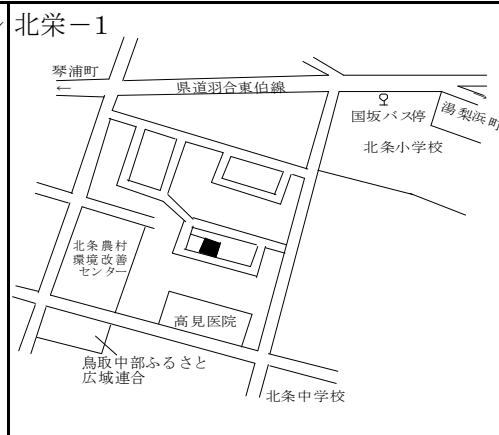 北栄－1
琴浦町
←
県道羽合東伯線
国坂バス停
湯梨浜町
北条小学校
北条農村
環境改善
センター
高見医院
鳥取中部ふるさと
広域連合
北条中学校